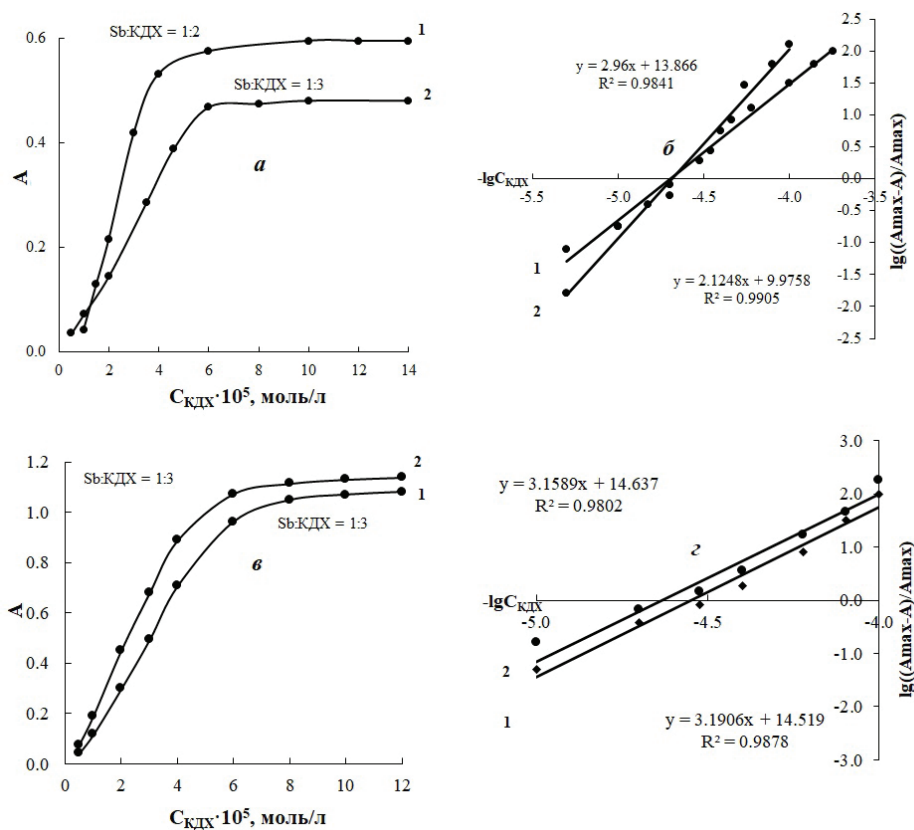 0.6
0.4
0.2
0.0
A
Sb:КДХ = 1:2
1
Sb:КДХ = 1:3
2
а
0 2 4 6 8 10 12 14
СКДХ·10⁵, моль/л
2.5
2.0
1.5
1.0
0.5
0.0
-0.5
-1.0
-1.5
-2.0
-2.5
y = 2.96x + 13.866
R² = 0.9841
б
-lgCКДХ
-5.5 -5.0 -4.5 -4.0 -3.5
lg((Amax-A)/Amax)
1
y = 2.1248x + 9.9758
R² = 0.9905
2
1.2
1.0
0.8
0.6
0.4
0.2
0.0
A
Sb:КДХ = 1:3
2
1
Sb:КДХ = 1:3
в
0 2 4 6 8 10 12
СКДХ·10⁵, моль/л
3.0
2.0
1.0
0.0
-1.0
-2.0
-3.0
y = 3.1589x + 14.637
R² = 0.9802
г
-lgCКДХ
-5.0 -4.5 -4.0
lg((Amax-A)/Amax)
2
1
y = 3.1906x + 14.519
R² = 0.9878